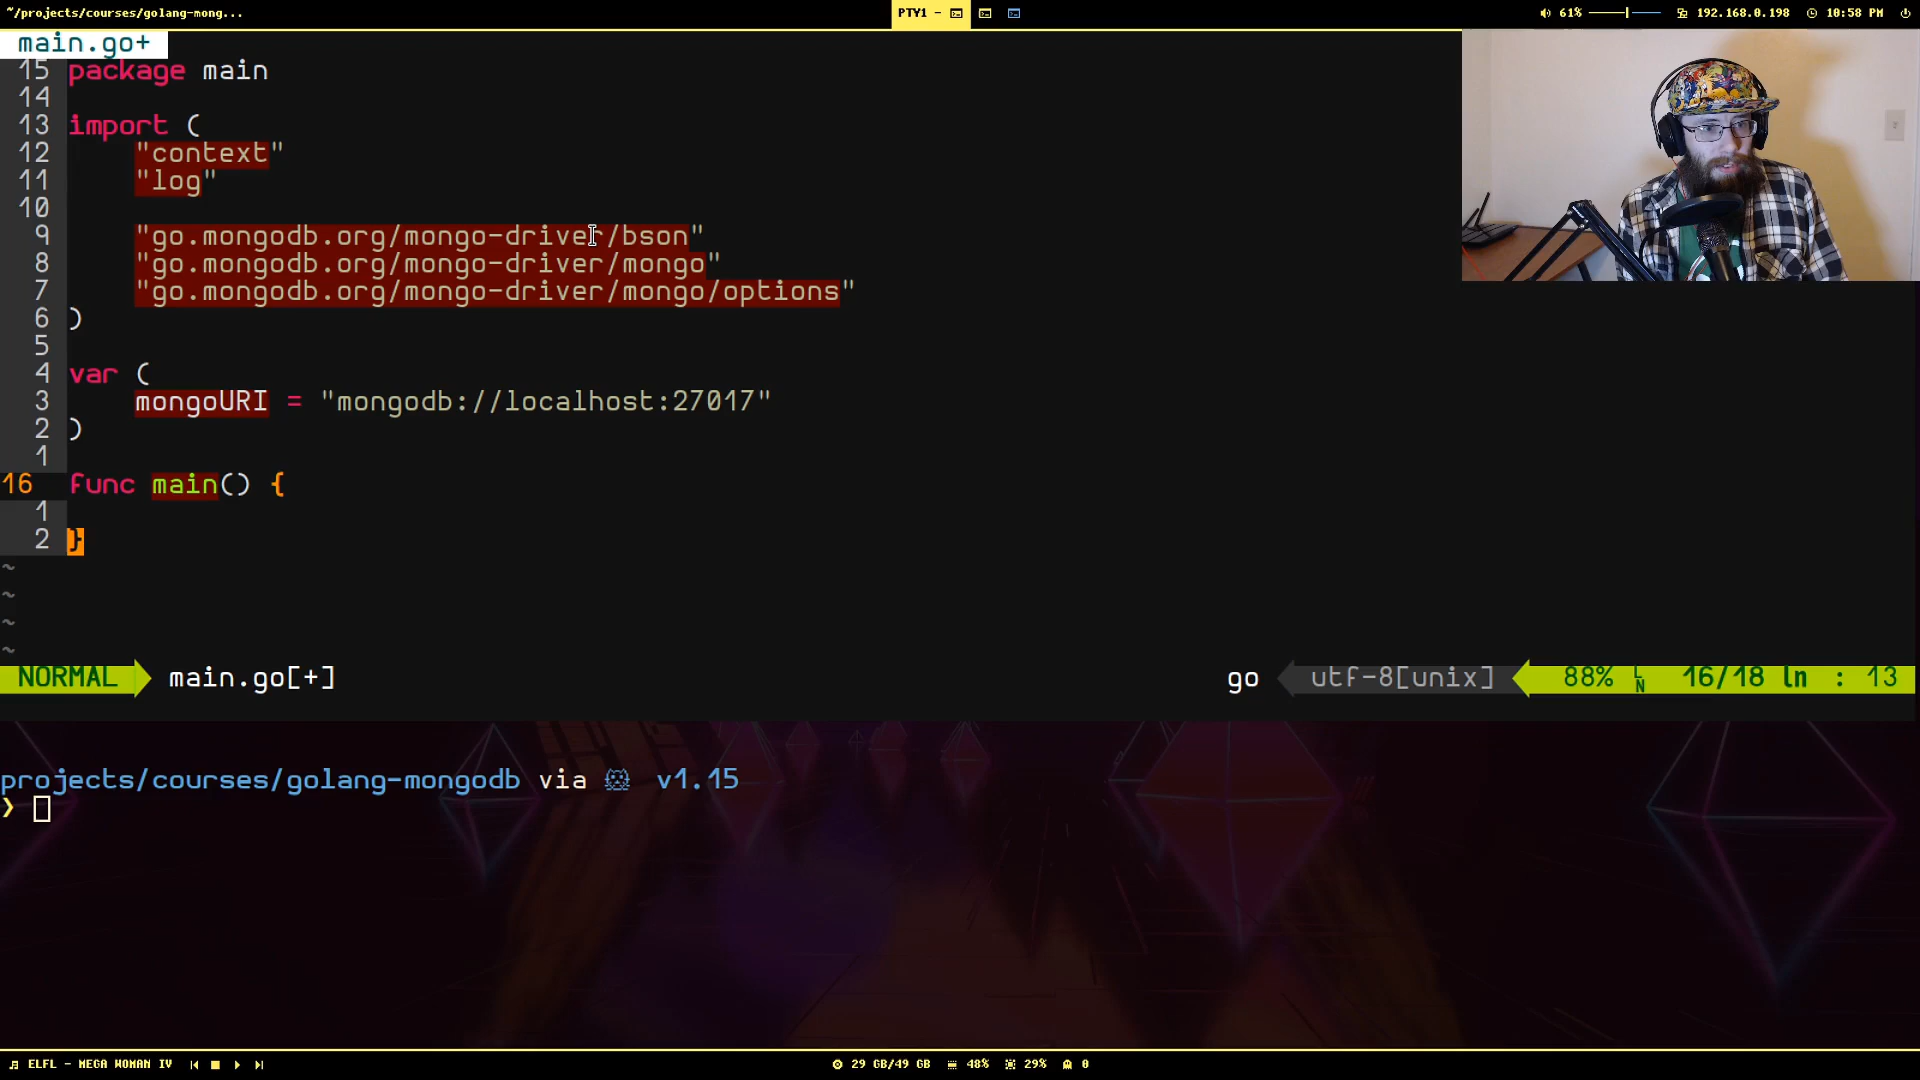 ~/projects/courses/golang-mong...
PTY1 -
61%
192.168.0.198
10:58 PM
main.go+
15 package main
14
13 import (
12 "context"
11 "log"
10
9 "go.mongodb.org/mongo-driver/bson"
8 "go.mongodb.org/mongo-driver/mongo"
7 "go.mongodb.org/mongo-driver/mongo/options"
6 )
5
4 var (
3 mongoURI = "mongodb://localhost:27017"
2 )
1
16 func main() {
1
2 }
~
~
~
~
NORMAL main.go[+] go utf-8[unix] 88% LN 16/18 ln : 13
projects/courses/golang-mongodb via v1.15
❯
ELFL - MEGA WOMAN IV
29 GB/49 GB
48%
29%
0